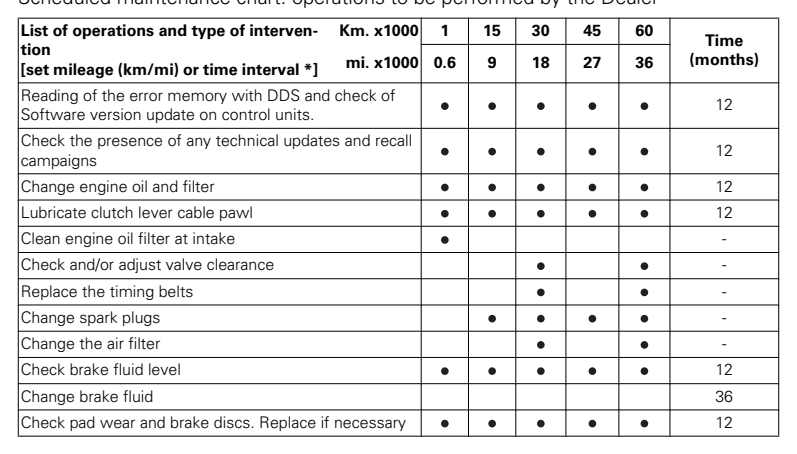 Scheduled maintenance chart: operations to be performed by the Dealer
List of operations and type of interven- Km. x1000 1 15 30 45 60 Time
tion
[set mileage (km/mi) or time interval *] mi. x1000 0.6 9 18 27 36 (months)
Reading of the error memory with DDS and check of
Software version update on control units. ● ● ● ● ● 12
Check the presence of any technical updates and recall
campaigns ● ● ● ● ● 12
Change engine oil and filter ● ● ● ● ● 12
Lubricate clutch lever cable pawl ● ● ● ● ● 12
Clean engine oil filter at intake ● -
Check and/or adjust valve clearance ● ● -
Replace the timing belts ● ● -
Change spark plugs ● ● ● ● -
Change the air filter ● ● -
Check brake fluid level ● ● ● ● ● 12
Change brake fluid 36
Check pad wear and brake discs. Replace if necessary ● ● ● ● ● 12